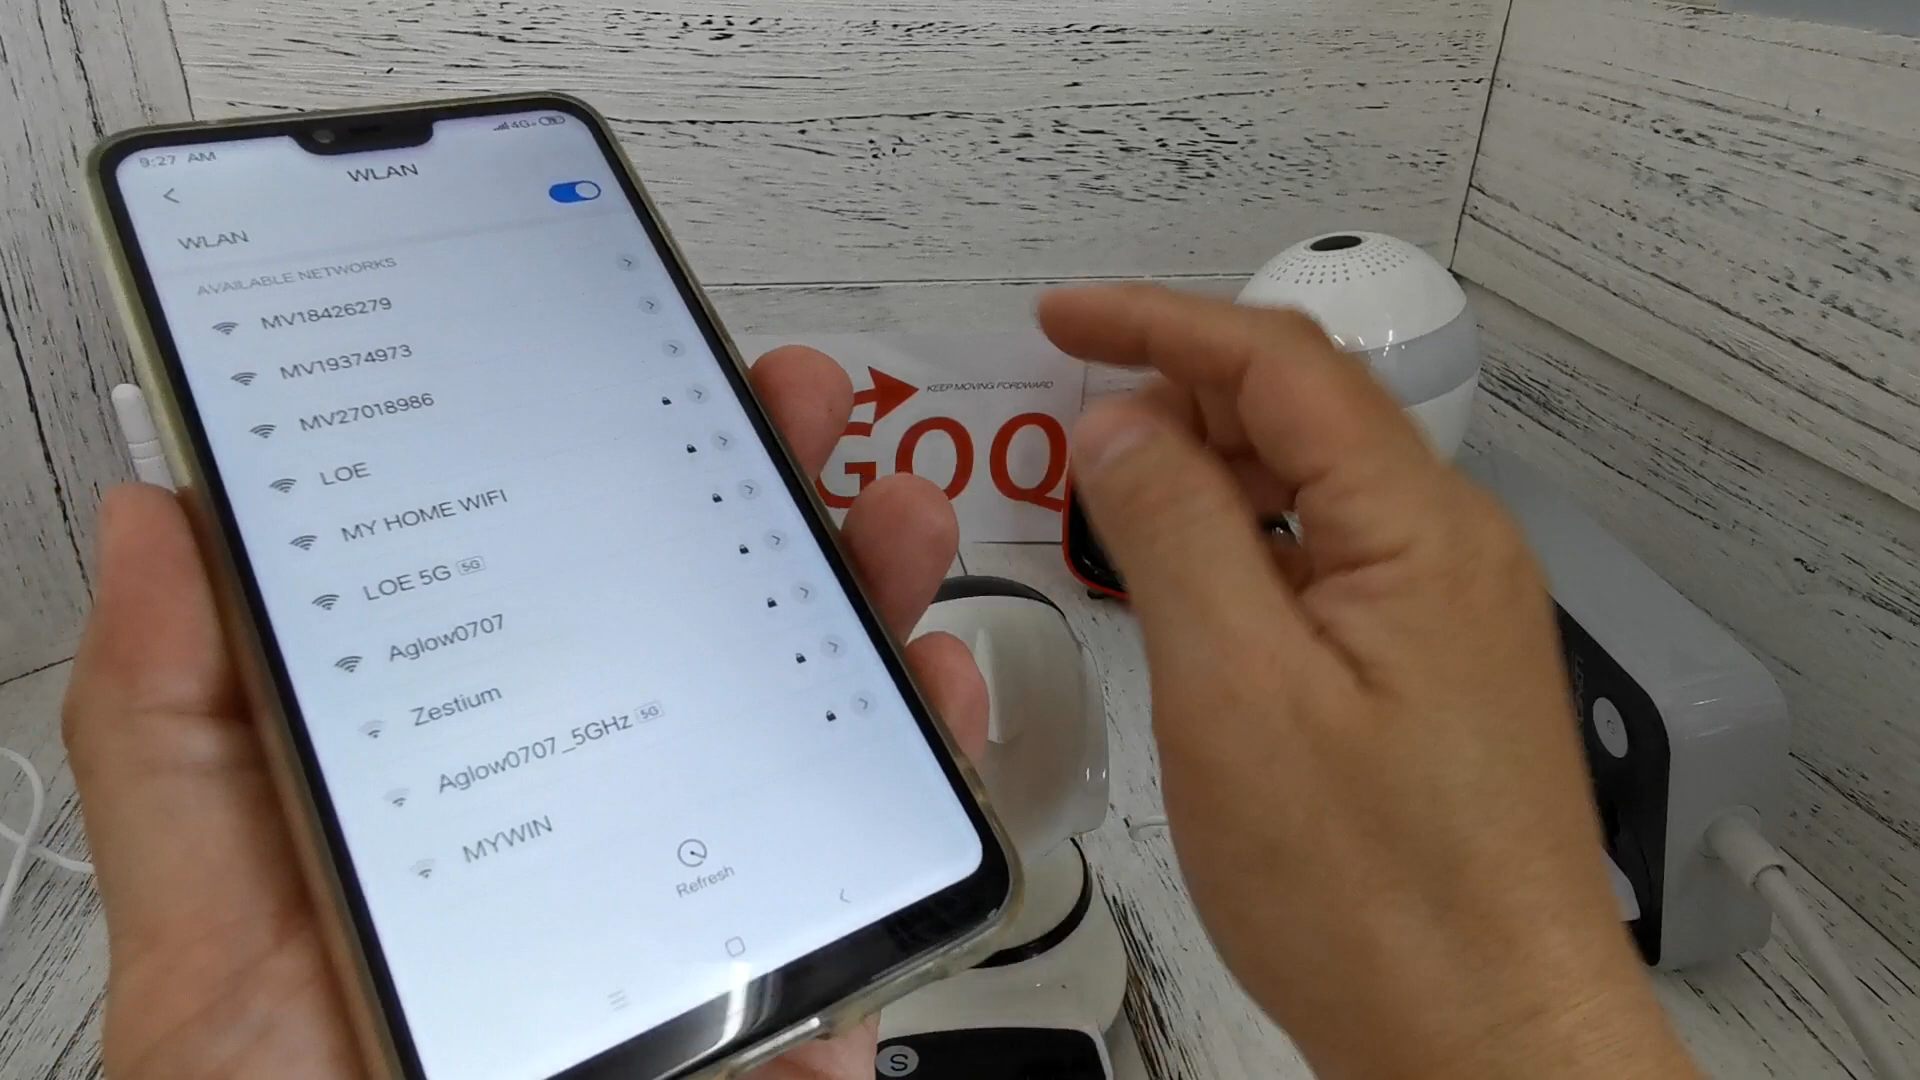 9:27 AM
4G+
WLAN
WLAN
AVAILABLE NETWORKS
MV18426279
MV19374973
MV27018986
LOE
MY HOME WIFI
LOE 5G 5G
Aglow0707
Zestium
Aglow0707_5GHz 5G
MYWIN
Refresh
KEEP MOVING FORDWARD
GOQ
S